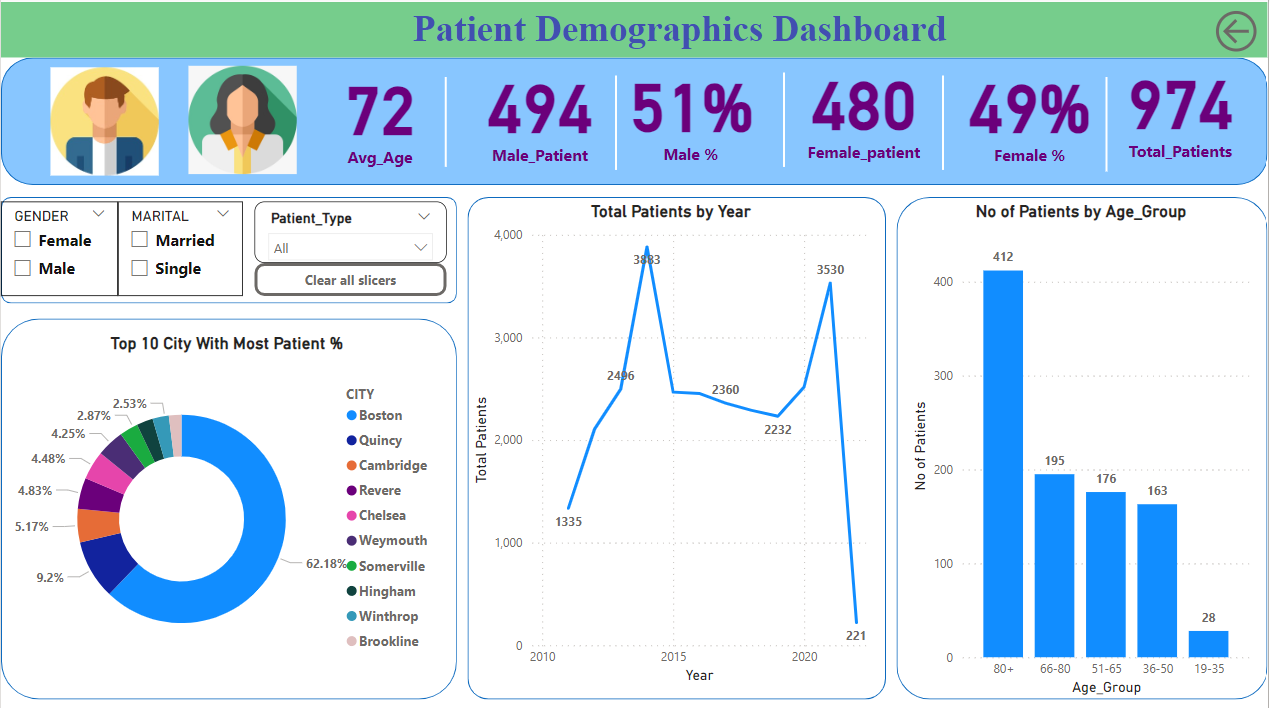 Patient Demographics Dashboard
72
Avg_Age
494
Male_Patient
51%
Male %
480
Female_patient
49%
Female %
974
Total_Patients
GENDER
Female
Male
MARITAL
Married
Single
Patient_Type
All
Clear all slicers
Top 10 City With Most Patient %
2.53%
2.87%
4.25%
4.48%
4.83%
5.17%
9.2%
62.18%
CITY
Boston
Quincy
Cambridge
Revere
Chelsea
Weymouth
Somerville
Hingham
Winthrop
Brookline
Total Patients by Year
Total Patients
4,000
3,000
2,000
1,000
0
1335
2496
3883
2360
2232
3530
221
2010
2015
2020
Year
No of Patients by Age_Group
No of Patients
400
300
200
100
0
412
195
176
163
28
80+
66-80
51-65
36-50
19-35
Age_Group